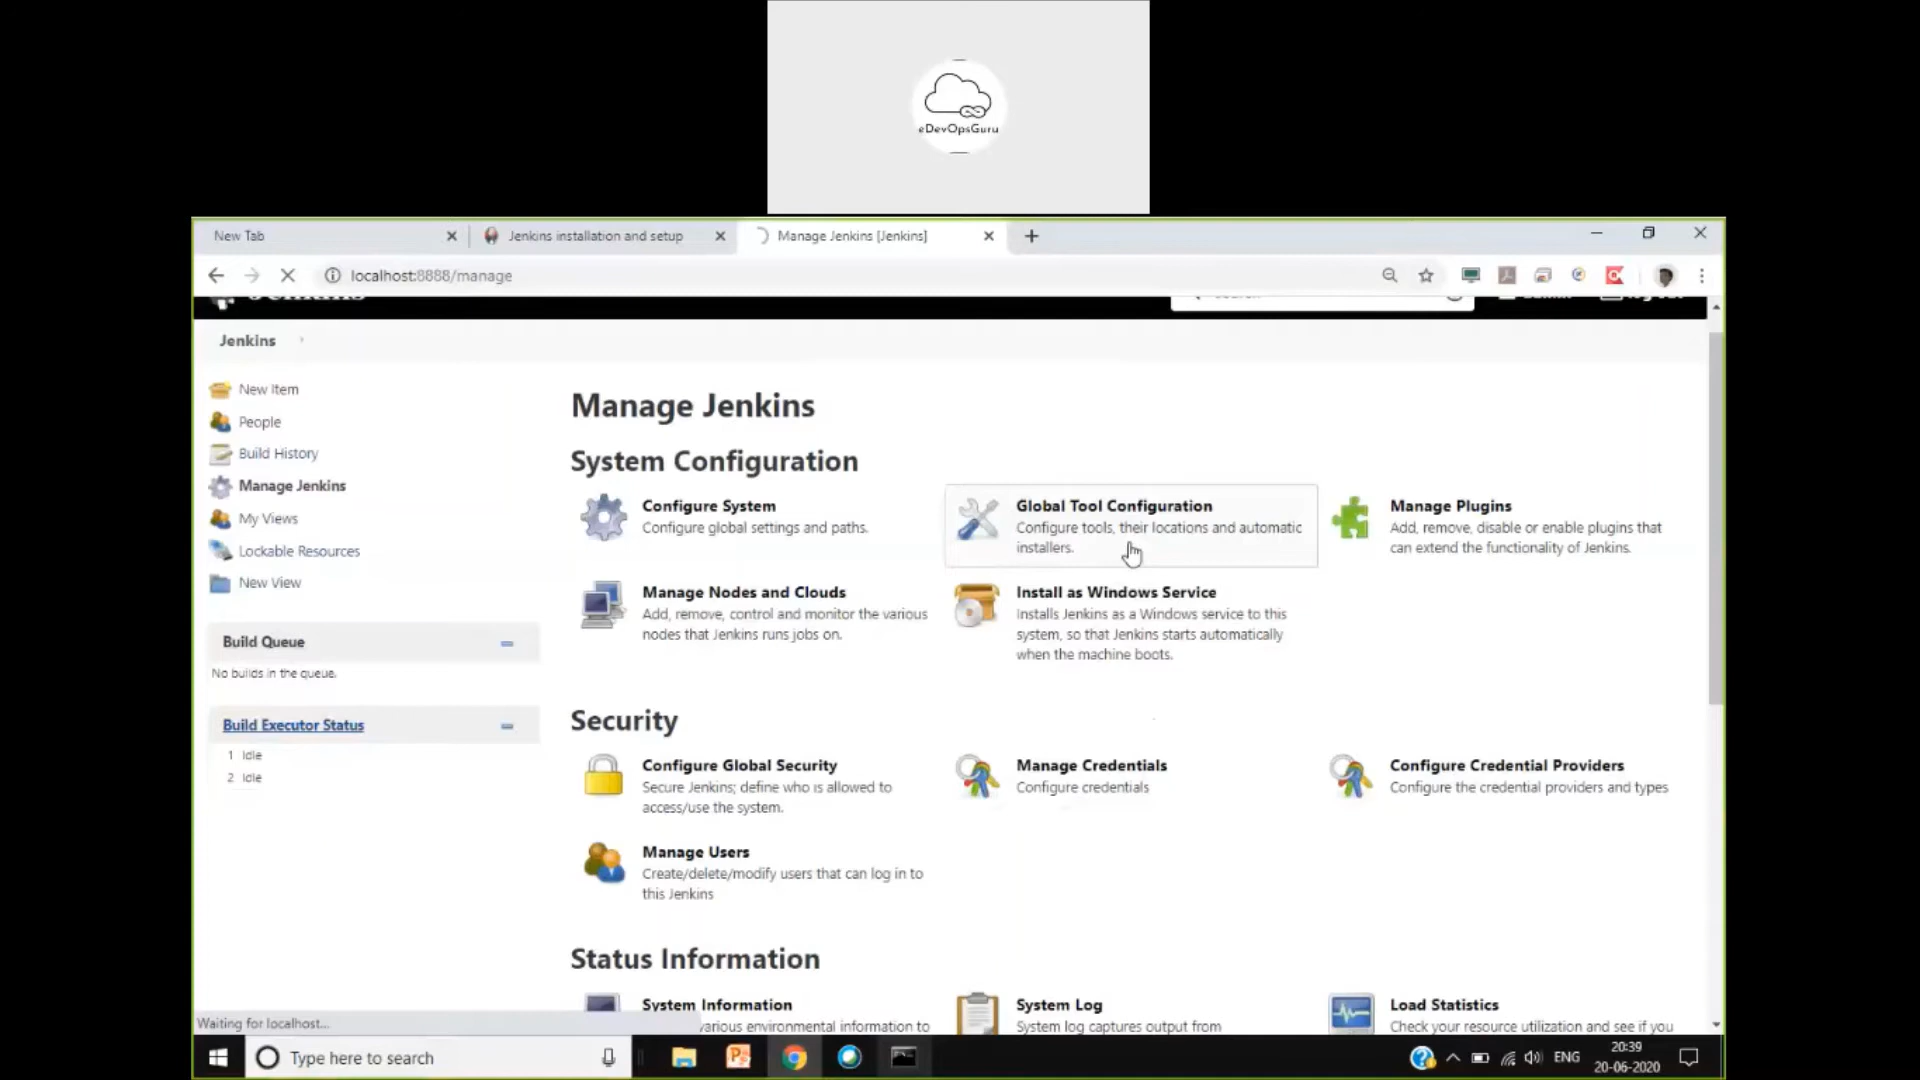 eDevOpsGuru
New Tab
Jenkins installation and setup
Manage Jenkins [Jenkins]
localhost:8888/manage
Jenkins
Jenkins
New Item
People
Build History
Manage Jenkins
My Views
Lockable Resources
New View
Build Queue
No builds in the queue.
Build Executor Status
1 Idle
2 Idle
Manage Jenkins
System Configuration
Configure System
Configure global settings and paths.
Global Tool Configuration
Configure tools, their locations and automatic
installers.
Manage Plugins
Add, remove, disable or enable plugins that
can extend the functionality of Jenkins.
Manage Nodes and Clouds
Add, remove, control and monitor the various
nodes that Jenkins runs jobs on.
Install as Windows Service
Installs Jenkins as a Windows service to this
system, so that Jenkins starts automatically
when the machine boots.
Security
Configure Global Security
Secure Jenkins; define who is allowed to
access/use the system.
Manage Credentials
Configure credentials
Configure Credential Providers
Configure the credential providers and types
Manage Users
Create/delete/modify users that can log in to
this Jenkins
Status Information
System Information
various environmental information to
System Log
System log captures output from
Load Statistics
Check your resource utilization and see if you
Waiting for localhost...
Type here to search
ENG
20:39
20-06-2020